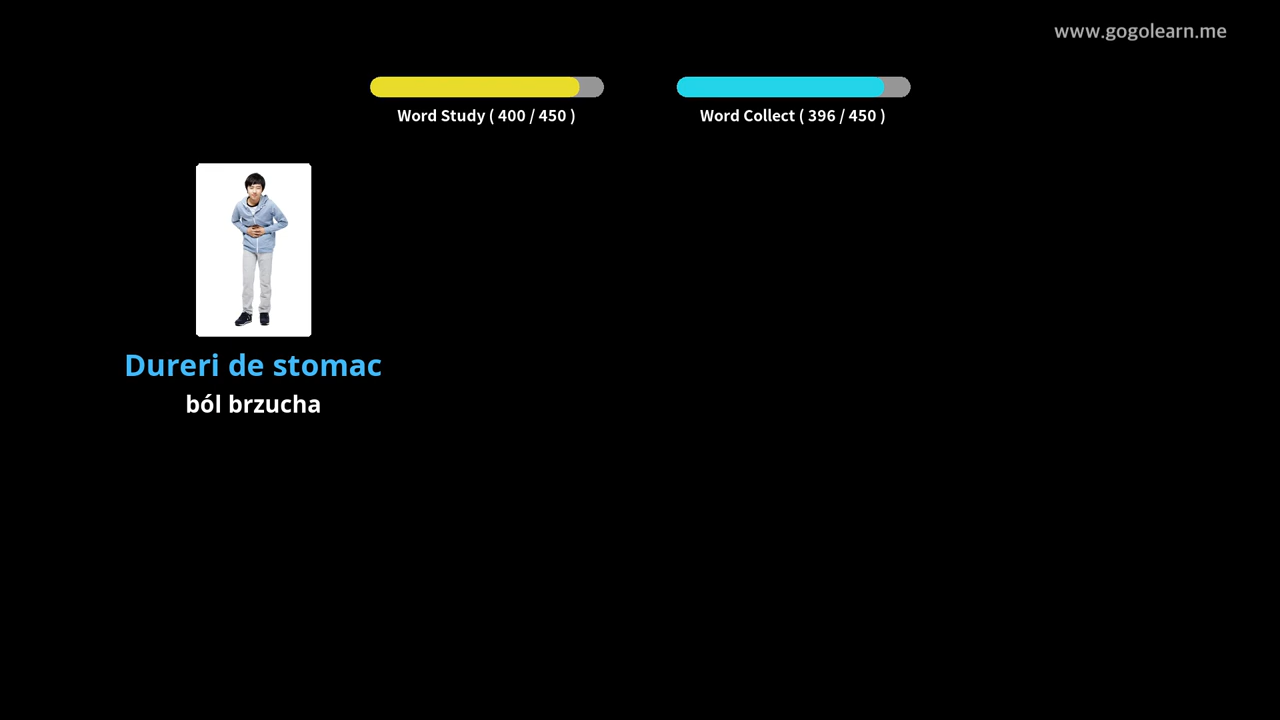 www.gogolearn.me
Word Study ( 400 / 450 )
Word Collect ( 396 / 450 )
Dureri de stomac
ból brzucha